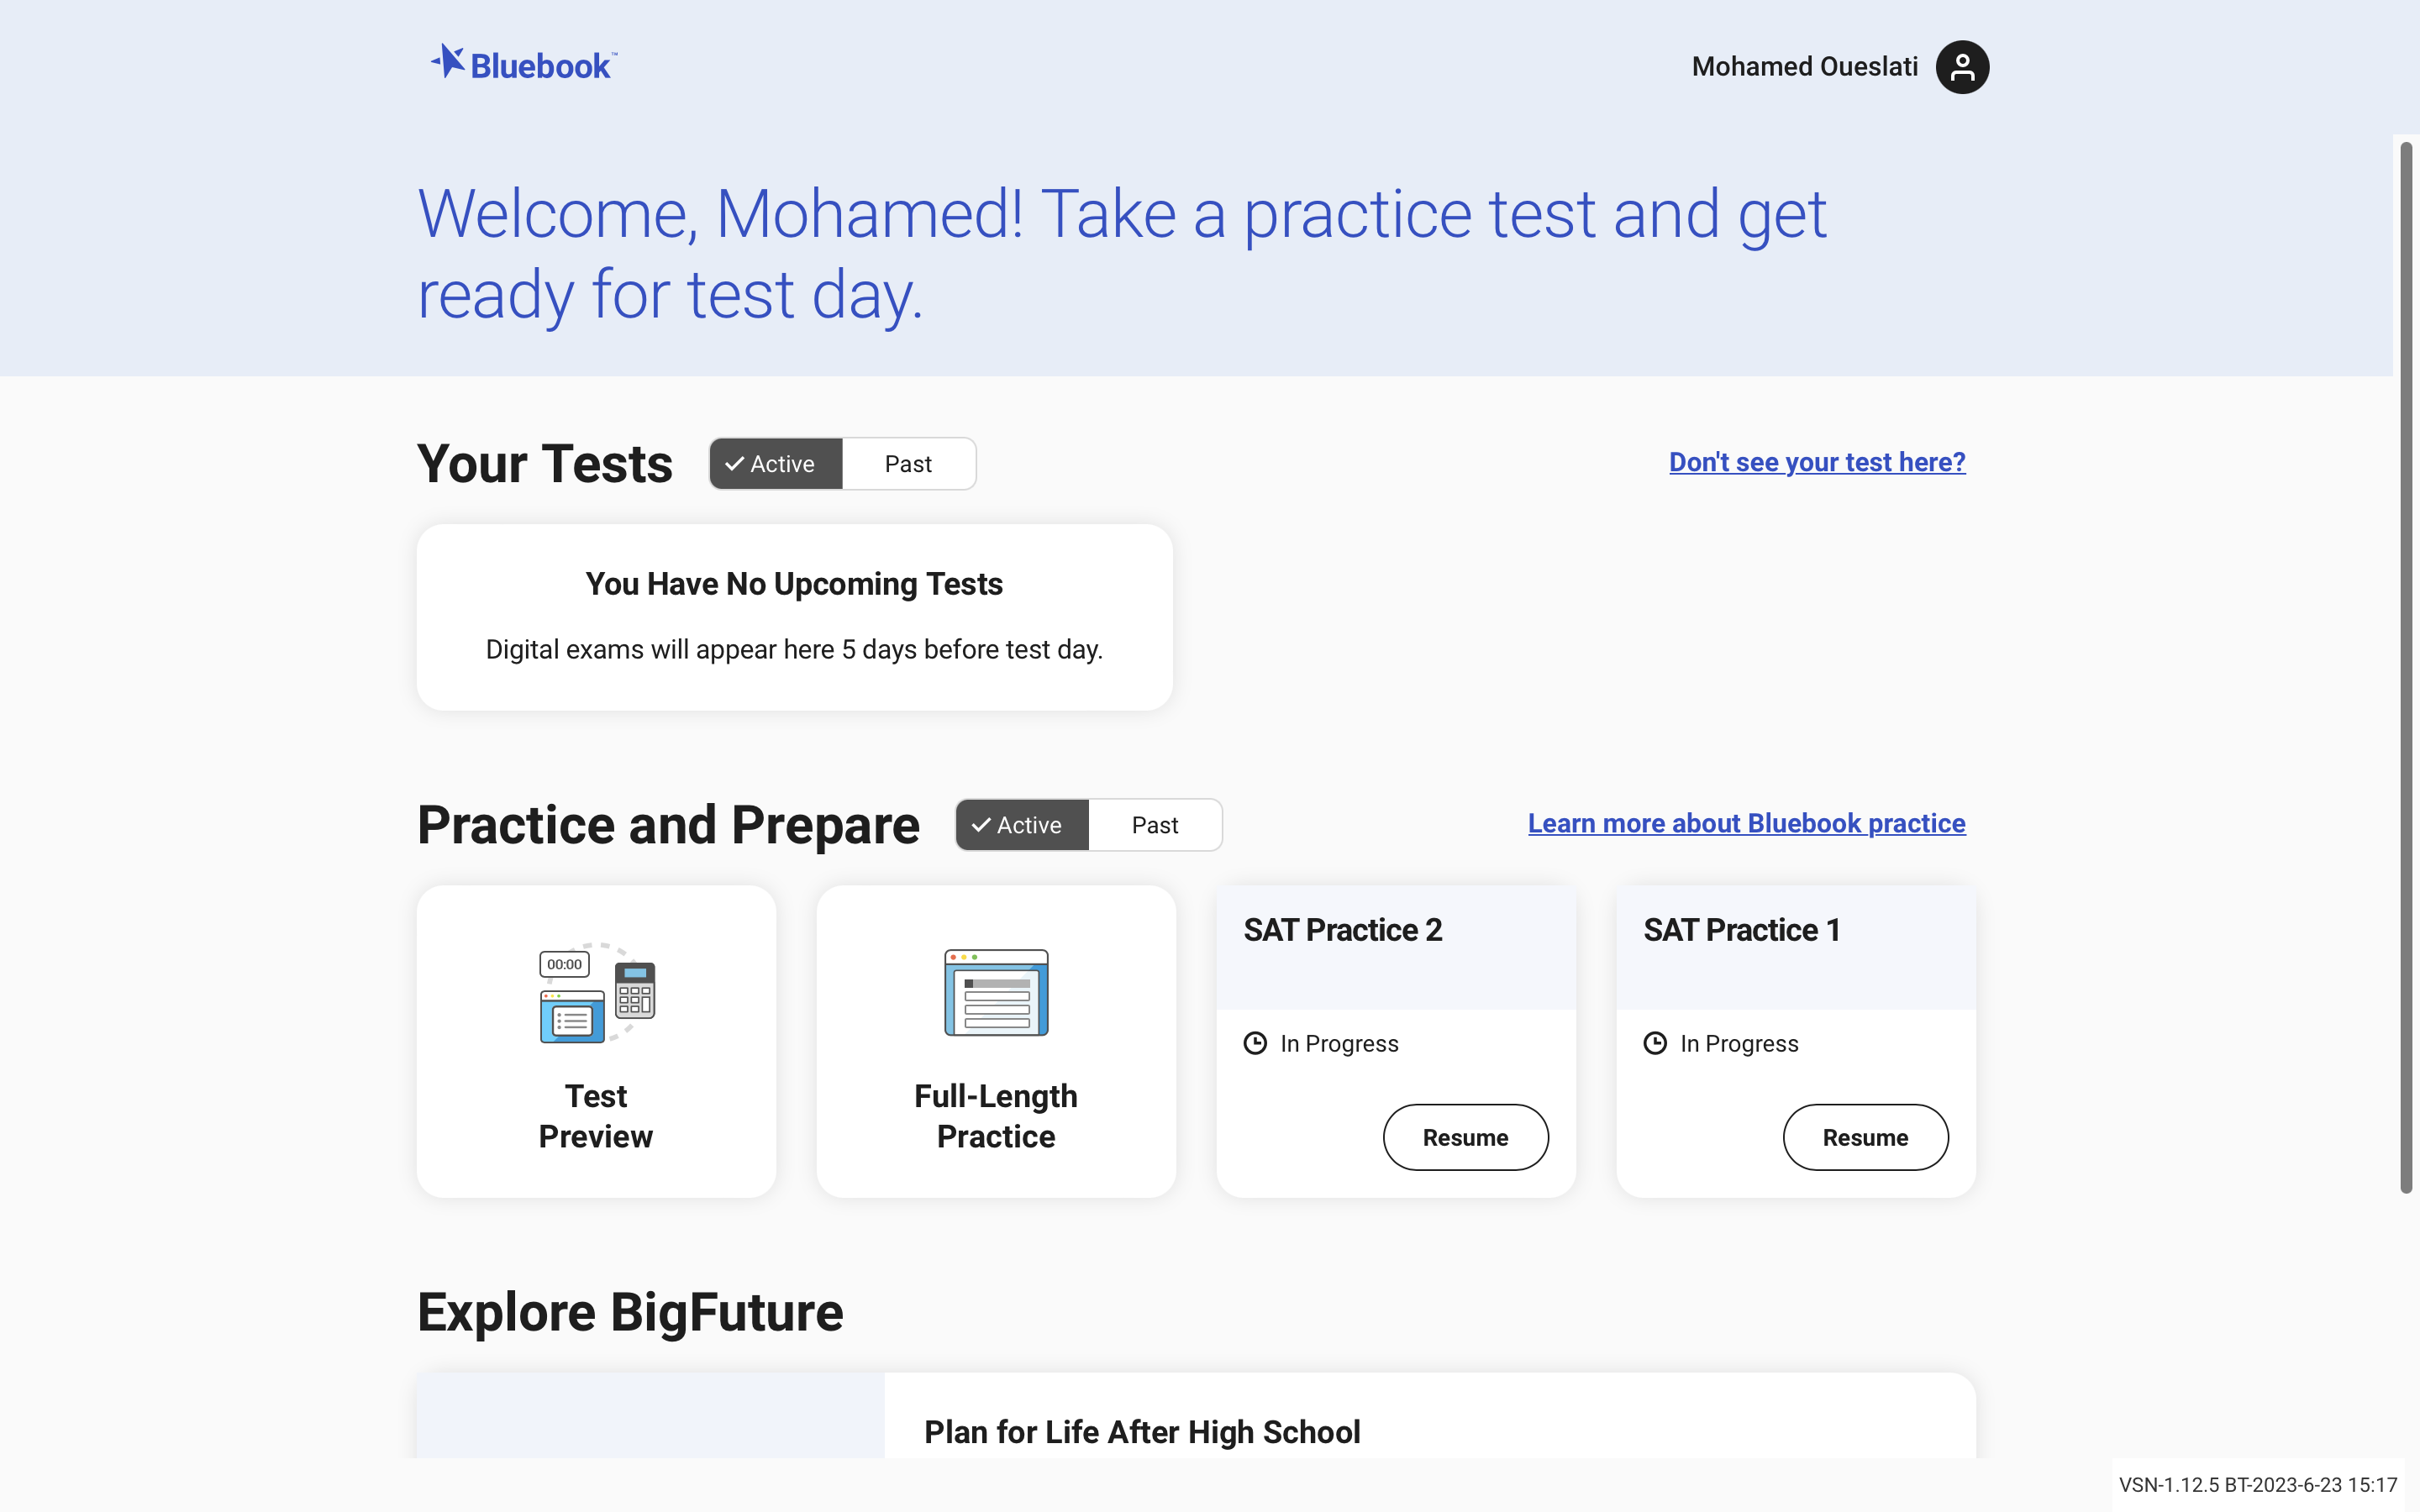 Bluebook™
Mohamed Oueslati
Welcome, Mohamed! Take a practice test and get
ready for test day.
Your Tests
Active
Past
Don't see your test here?
You Have No Upcoming Tests
Digital exams will appear here 5 days before test day.
Practice and Prepare
Active
Past
Learn more about Bluebook practice
00:00
Test
Preview
Full-Length
Practice
SAT Practice 2
In Progress
Resume
SAT Practice 1
In Progress
Resume
Explore BigFuture
Plan for Life After High School
VSN-1.12.5 BT-2023-6-23 15:17